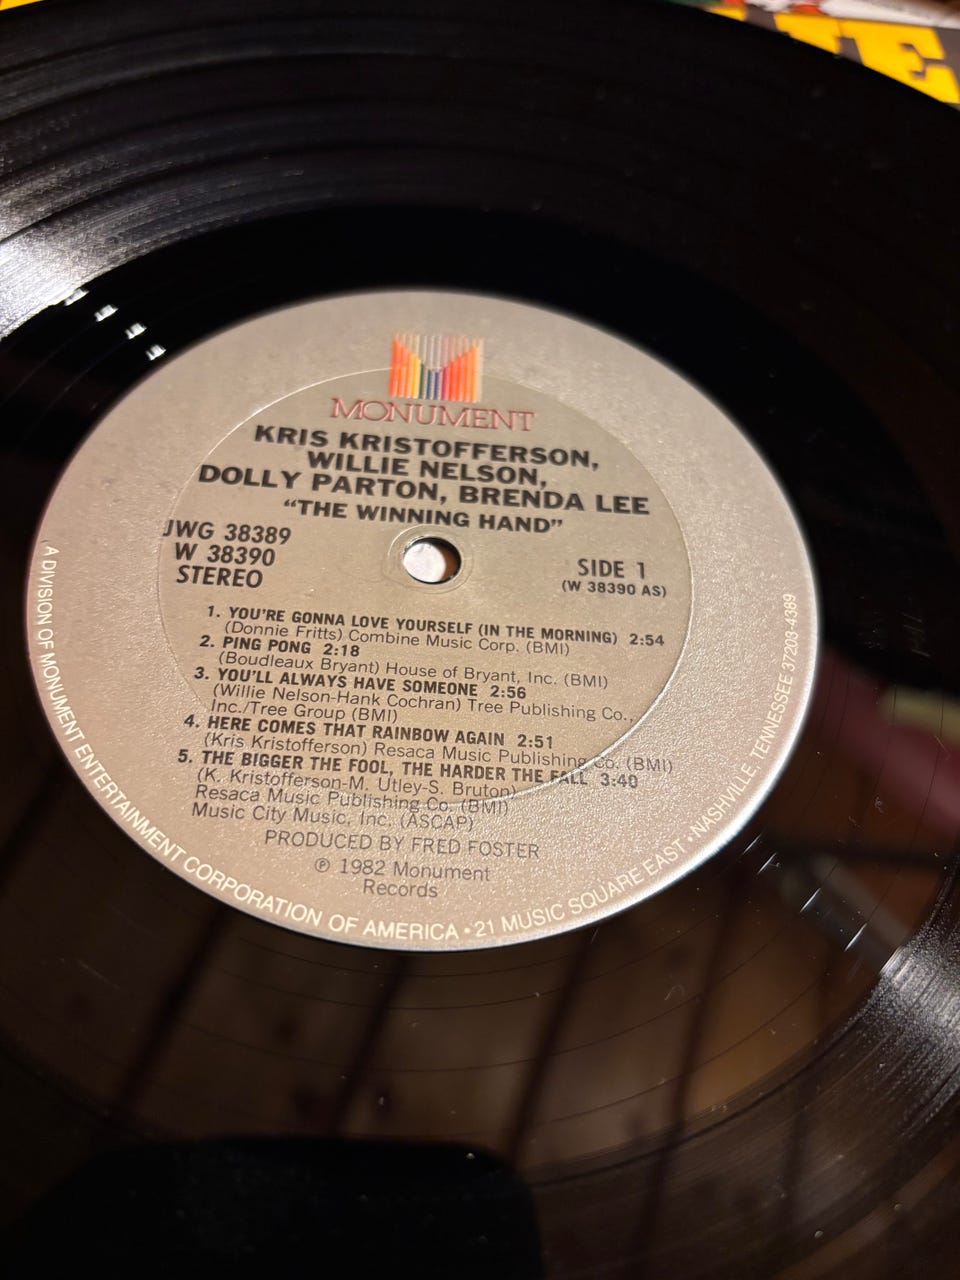 MONUMENT
KRIS KRISTOFFERSON,
WILLIE NELSON,
DOLLY PARTON, BRENDA LEE
"THE WINNING HAND"
JWG 38389
W 38390
STEREO
SIDE 1
(W 38390 AS)
1. YOU'RE GONNA LOVE YOURSELF (IN THE MORNING) 2:54
(Donnie Fritts) Combine Music Corp. (BMI)
2. PING PONG 2:18
(Boudleaux Bryant) House of Bryant, Inc. (BMI)
3. YOU'LL ALWAYS HAVE SOMEONE 2:56
(Willie Nelson-Hank Cochran) Tree Publishing Co.,
Inc./Tree Group (BMI)
4. HERE COMES THAT RAINBOW AGAIN 2:51
(Kris Kristofferson) Resaca Music Publishing Co. (BMI)
5. THE BIGGER THE FOOL, THE HARDER THE FALL 3:40
(K. Kristofferson-M. Utley-S. Bruton)
Resaca Music Publishing Co. (BMI)
Music City Music, Inc. (ASCAP)
PRODUCED BY FRED FOSTER
℗ 1982 Monument
Records
A DIVISION OF MONUMENT ENTERTAINMENT CORPORATION OF AMERICA • 21 MUSIC SQUARE EAST • NASHVILLE, TENNESSEE 37203-4389